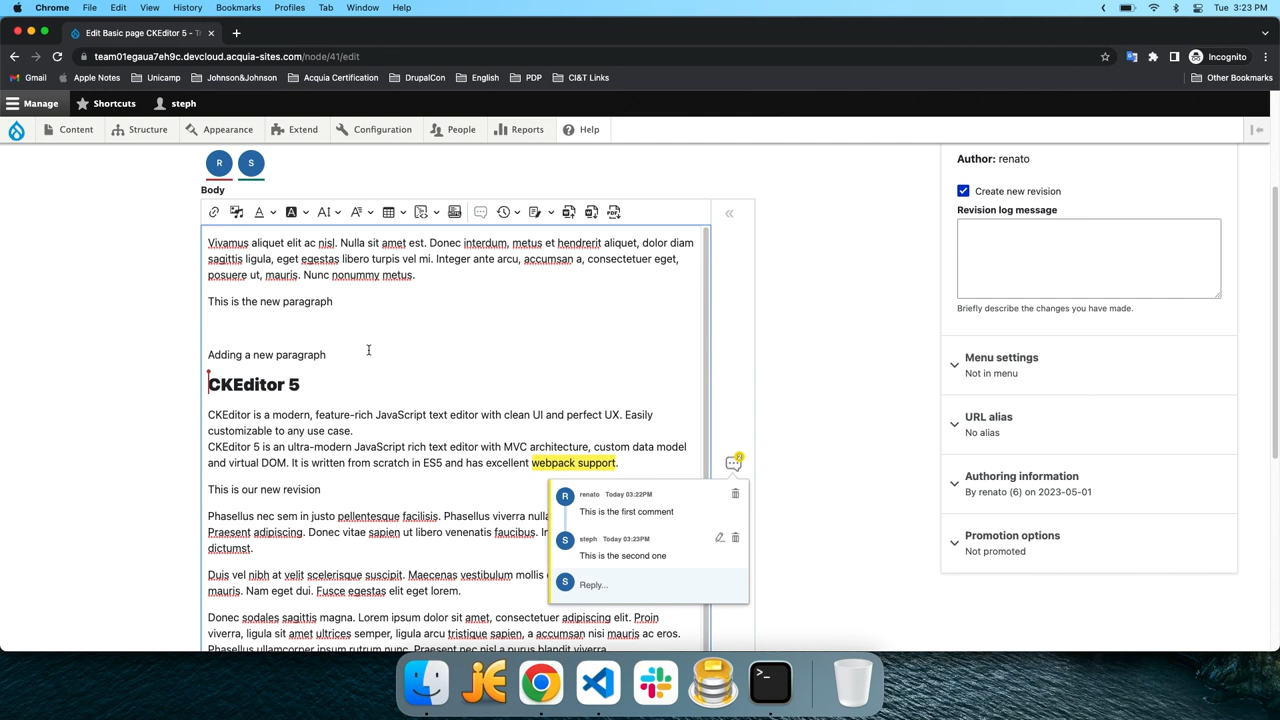 Chrome File Edit View History Bookmarks Profiles Tab Window Help Tue 3:23 PM
Edit Basic page CKEditor 5 - T
team01egaua7eh9c.devcloud.acquia-sites.com/node/41/edit Incognito
Gmail Apple Notes Unicamp Johnson&Johnson Acquia Certification DrupalCon English PDP CI&T Links Other Bookmarks
Manage Shortcuts steph
Content Structure Appearance Extend Configuration People Reports Help
R S
Body
Vivamus aliquet elit ac nisl. Nulla sit amet est. Donec interdum, metus et hendrerit aliquet, dolor diam
sagittis ligula, eget egestas libero turpis vel mi. Integer ante arcu, accumsan a, consectetuer eget,
posuere ut, mauris. Nunc nonummy metus.
This is the new paragraph
Adding a new paragraph
CKEditor 5
CKEditor is a modern, feature-rich JavaScript text editor with clean UI and perfect UX. Easily
customizable to any use case.
CKEditor 5 is an ultra-modern JavaScript rich text editor with MVC architecture, custom data model
and virtual DOM. It is written from scratch in ES5 and has excellent webpack support.
This is our new revision
Phasellus nec sem in justo pellentesque facilisis. Phasellus viverra nulla
Praesent adipiscing. Donec vitae sapien ut libero venenatis faucibus. In
dictumst.
Duis vel nibh at velit scelerisque suscipit. Maecenas vestibulum mollis
mauris. Nam eget dui. Fusce egestas elit eget lorem.
Donec sodales sagittis magna. Lorem ipsum dolor sit amet, consectetuer adipiscing elit. Proin
viverra, ligula sit amet ultrices semper, ligula arcu tristique sapien, a accumsan nisi mauris ac eros.
Phasellus ullamcorper ipsum rutrum nunc. Praesent nec nisl a purus blandit viverra.
2
R renato Today 03:22PM
This is the first comment
S steph Today 03:23PM
This is the second one
S Reply...
Author: renato
Create new revision
Revision log message
Briefly describe the changes you have made.
Menu settings
Not in menu
URL alias
No alias
Authoring information
By renato (6) on 2023-05-01
Promotion options
Not promoted